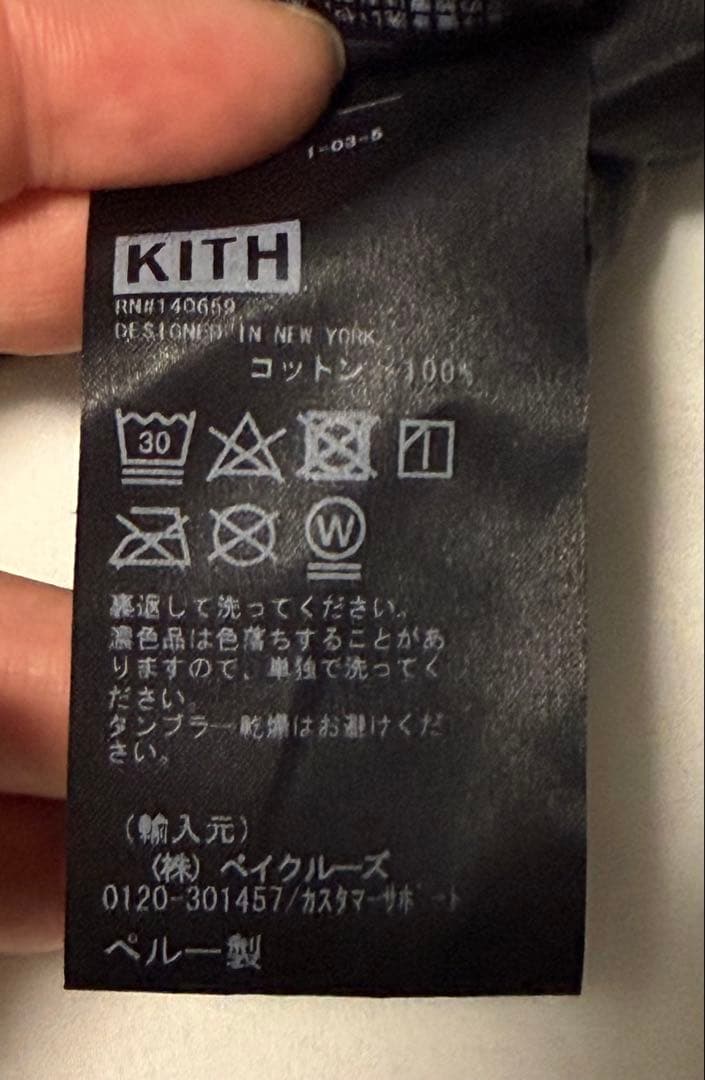 1-03-5
KITH
RN#140659
DESIGNED IN NEW YORK
コットン 100%
30
W
裏返して洗ってください。
濃色品は色落ちすることがあ
りますので、単独で洗ってく
ださい。
タンブラー乾燥はお避けくだ
さい。
(輸入元)
(株) ベイクルーズ
0120-301457/カスタマーサポート
ペルー製